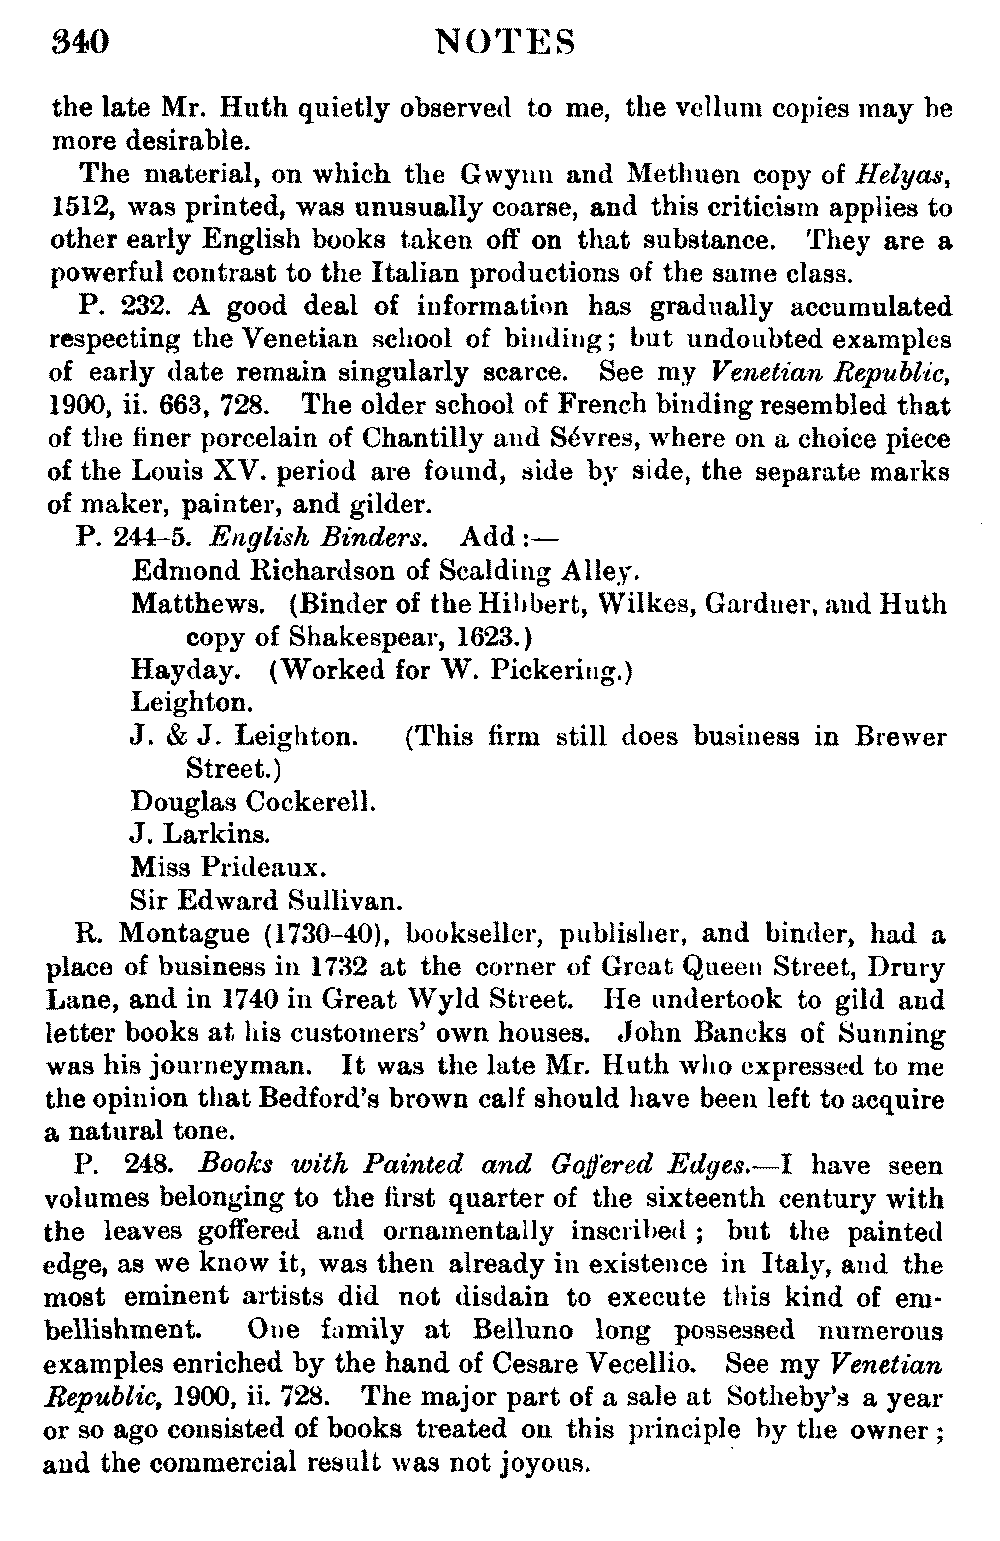 340 NOTES
the late Mr. Huth quietly observed to me, the vellum copies may be
more desirable.
The material, on which the Gwynn and Methuen copy of Helyas,
1512, was printed, was unusually coarse, and this criticism applies to
other early English books taken off on that substance. They are a
powerful contrast to the Italian productions of the same class.
P. 232. A good deal of information has gradually accumulated
respecting the Venetian school of binding; but undoubted examples
of early date remain singularly scarce. See my Venetian Republic,
1900, ii. 663, 728. The older school of French binding resembled that
of the finer porcelain of Chantilly and Sévres, where on a choice piece
of the Louis XV. period are found, side by side, the separate marks
of maker, painter, and gilder.
P. 244-5. English Binders. Add:—
Edmond Richardson of Scalding Alley.
Matthews. (Binder of the Hibbert, Wilkes, Gardner, and Huth
copy of Shakespear, 1623.)
Hayday. (Worked for W. Pickering.)
Leighton.
J. & J. Leighton. (This firm still does business in Brewer
Street.)
Douglas Cockerell.
J. Larkins.
Miss Prideaux.
Sir Edward Sullivan.
R. Montague (1730-40), bookseller, publisher, and binder, had a
place of business in 1732 at the corner of Great Queen Street, Drury
Lane, and in 1740 in Great Wyld Street. He undertook to gild and
letter books at his customers' own houses. John Bancks of Sunning
was his journeyman. It was the late Mr. Huth who expressed to me
the opinion that Bedford's brown calf should have been left to acquire
a natural tone.
P. 248. Books with Painted and Goffered Edges.—I have seen
volumes belonging to the first quarter of the sixteenth century with
the leaves goffered and ornamentally inscribed; but the painted
edge, as we know it, was then already in existence in Italy, and the
most eminent artists did not disdain to execute this kind of em-
bellishment. One family at Belluno long possessed numerous
examples enriched by the hand of Cesare Vecellio. See my Venetian
Republic, 1900, ii. 728. The major part of a sale at Sotheby's a year
or so ago consisted of books treated on this principle by the owner;
and the commercial result was not joyous.